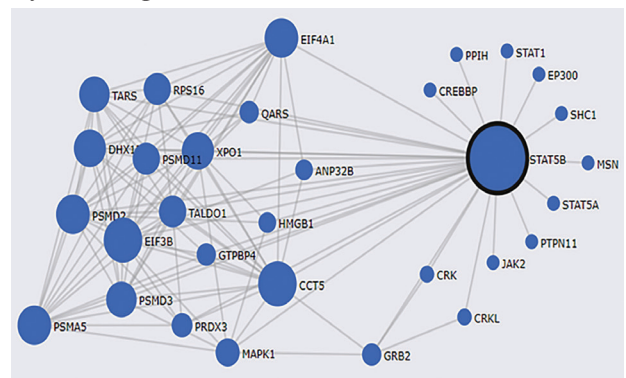 EIF4A1
PPIH
STAT1
EP300
CREBBP
TARS
RPS16
QARS
SHC1
DHX1
PSMD11
XPO1
STAT5B
MSN
ANP32B
STAT5A
PSMD2
TALDO1
HMGB1
EIF3B
PTPN11
GTPBP4
JAK2
CRK
CCT5
PSMD3
CRKL
PSMA5
PRDX3
MAPK1
GRB2